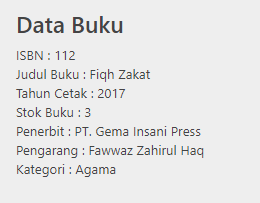 Data Buku
ISBN : 112
Judul Buku : Fiqh Zakat
Tahun Cetak : 2017
Stok Buku : 3
Penerbit : PT. Gema Insani Press
Pengarang : Fawwaz Zahirul Haq
Kategori : Agama